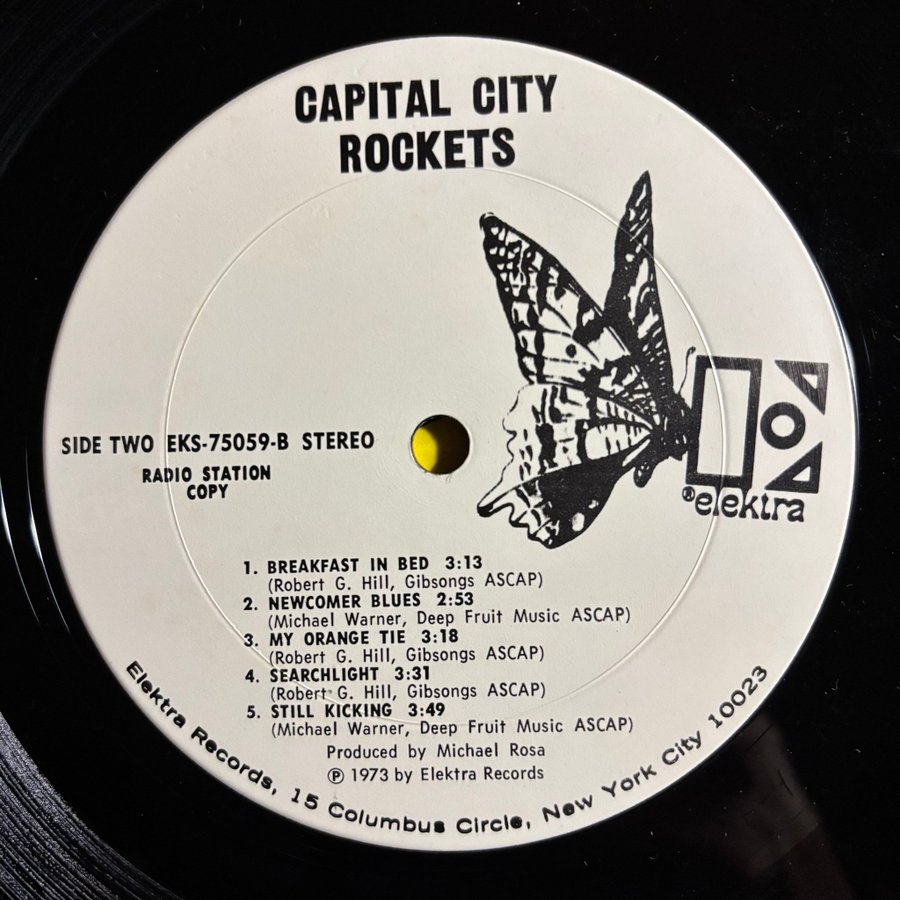 CAPITAL CITY
ROCKETS
SIDE TWO EKS-75059-B STEREO
RADIO STATION
COPY
®elektra
1. BREAKFAST IN BED 3:13
(Robert G. Hill, Gibsongs ASCAP)
2. NEWCOMER BLUES 2:53
(Michael Warner, Deep Fruit Music ASCAP)
3. MY ORANGE TIE 3:18
(Robert G. Hill, Gibsongs ASCAP)
4. SEARCHLIGHT 3:31
(Robert G. Hill, Gibsongs ASCAP)
5. STILL KICKING 3:49
(Michael Warner, Deep Fruit Music ASCAP)
Produced by Michael Rosa
℗ 1973 by Elektra Records
Elektra Records, 15 Columbus Circle, New York City 10023